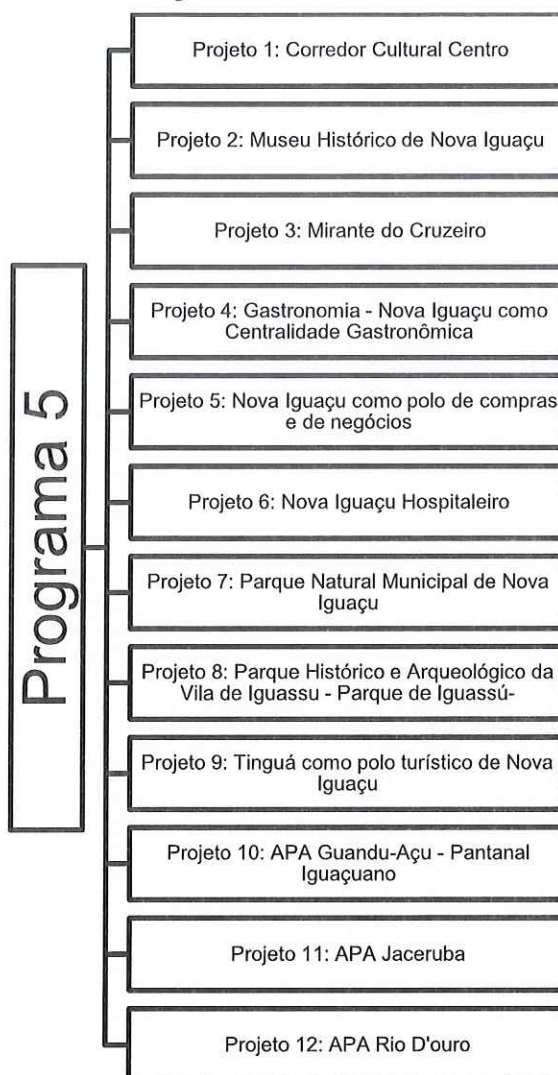 Programa 5
Projeto 1: Corredor Cultural Centro
Projeto 2: Museu Histórico de Nova Iguaçu
Projeto 3: Mirante do Cruzeiro
Projeto 4: Gastronomia - Nova Iguaçu como
Centralidade Gastronômica
Projeto 5: Nova Iguaçu como polo de compras
e de negócios
Projeto 6: Nova Iguaçu Hospitaleiro
Projeto 7: Parque Natural Municipal de Nova
Iguaçu
Projeto 8: Parque Histórico e Arqueológico da
Vila de Iguassu - Parque de Iguassú-
Projeto 9: Tinguá como polo turístico de Nova
Iguaçu
Projeto 10: APA Guandu-Açu - Pantanal
Iguaçuano
Projeto 11: APA Jaceruba
Projeto 12: APA Rio D'ouro